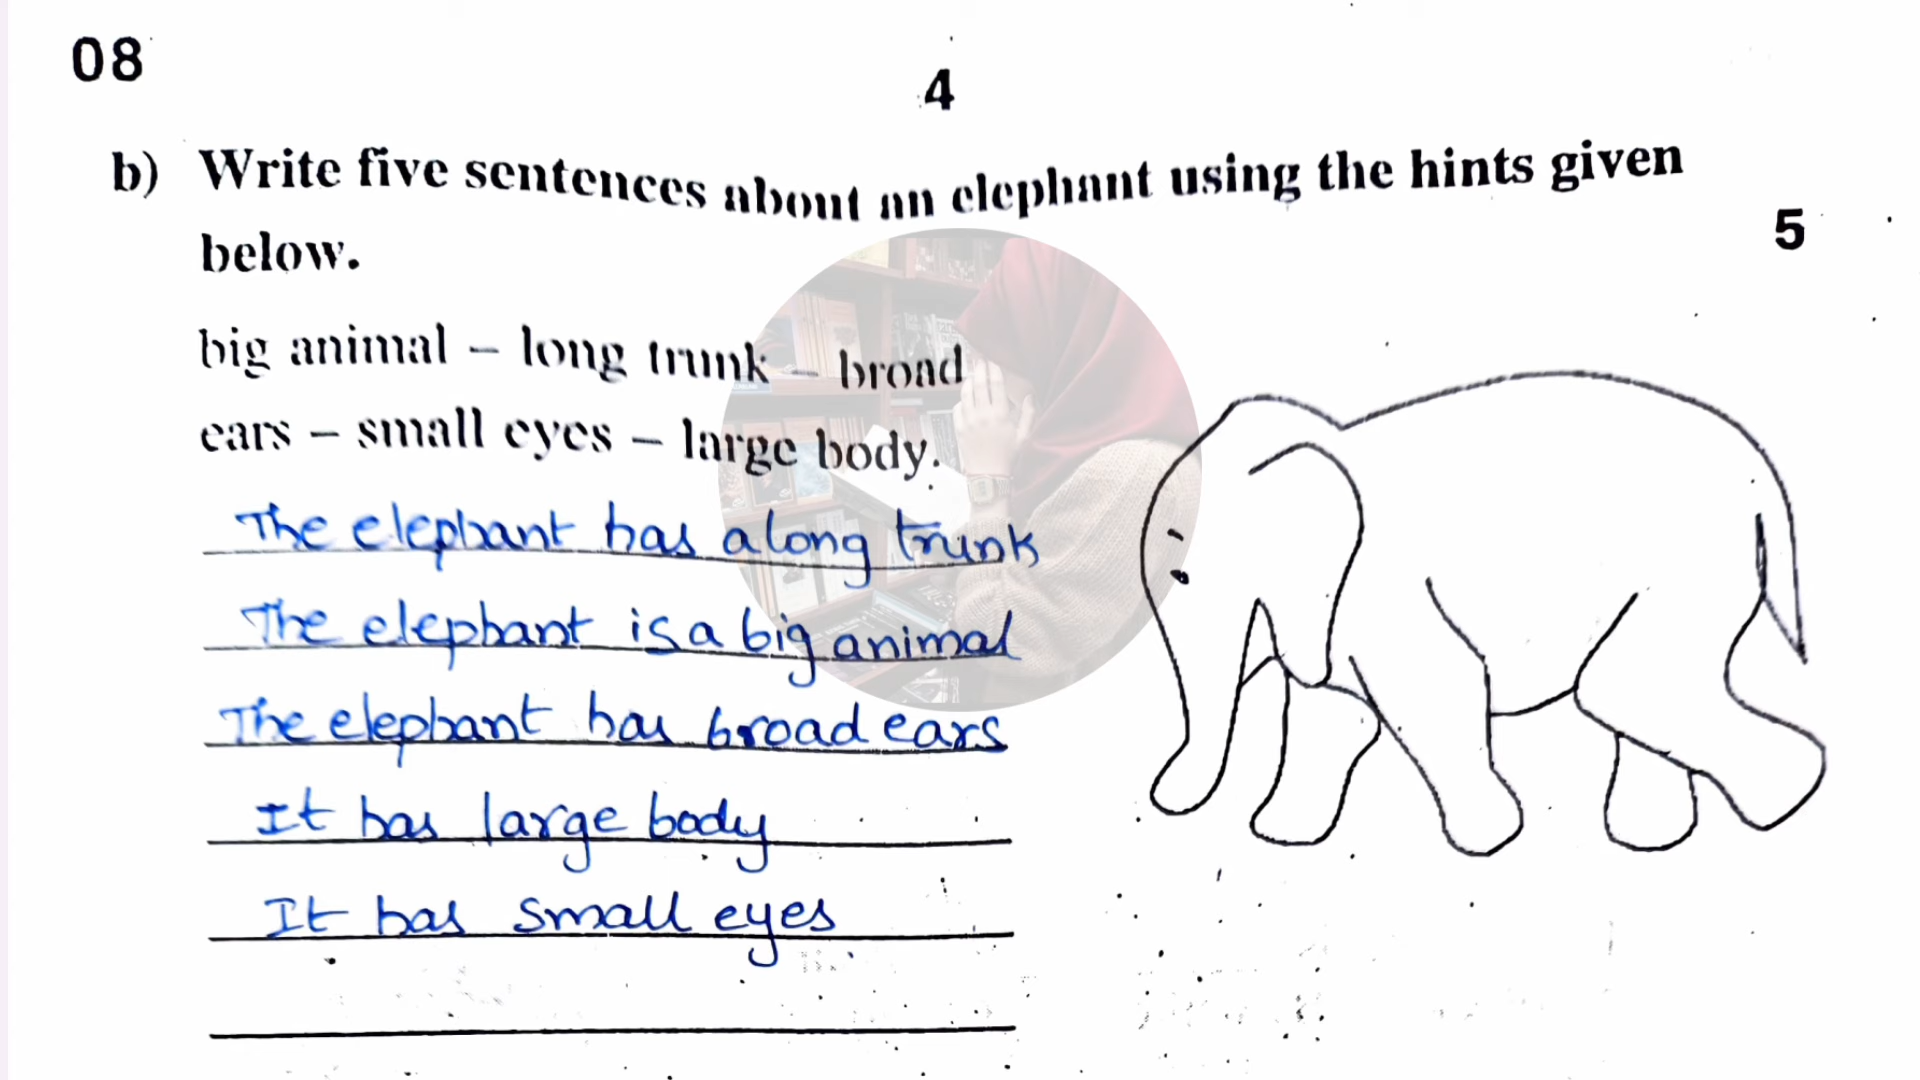 08
4
b) Write five sentences about an elephant using the hints given
5
below.
big animal – long trunk – broad
ears – small eyes – large body.
The elephant has a long trunk
The elephant is a big animal
The elephant has broad ears
It has large body
It has small eyes